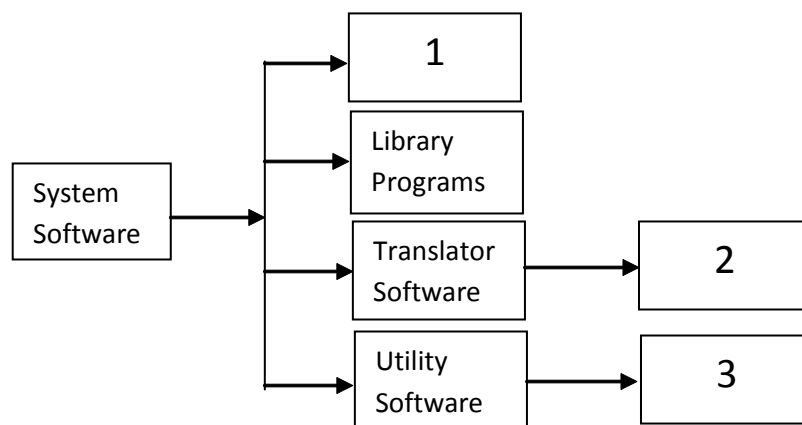 1
Library
Programs
System
Software
Translator
Software
2
Utility
Software
3